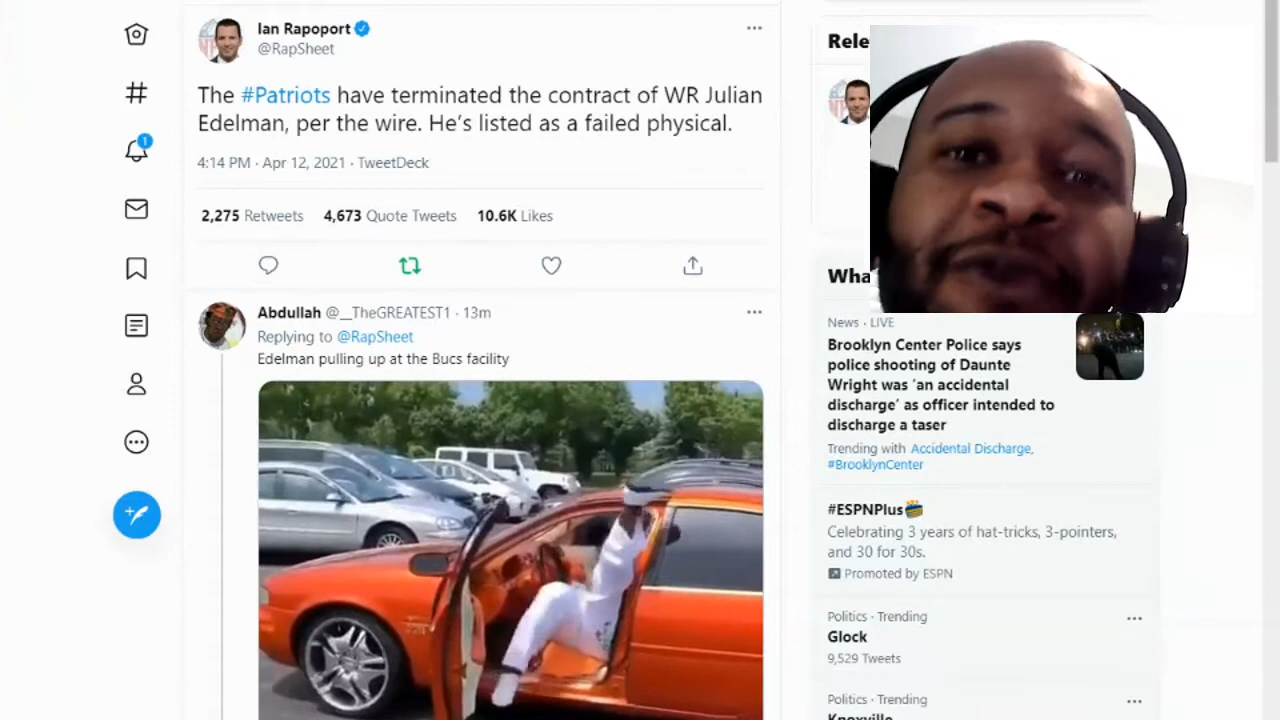 Ian Rapoport
@RapSheet
The #Patriots have terminated the contract of WR Julian
Edelman, per the wire. He's listed as a failed physical.
4:14 PM · Apr 12, 2021 · TweetDeck
2,275 Retweets 4,673 Quote Tweets 10.6K Likes
Abdullah @__TheGREATEST1 · 13m
Replying to @RapSheet
Edelman pulling up at the Bucs facility
1
Rele
Wha
News · LIVE
Brooklyn Center Police says
police shooting of Daunte
Wright was 'an accidental
discharge' as officer intended to
discharge a taser
Trending with Accidental Discharge,
#BrooklynCenter
#ESPNPlus
Celebrating 3 years of hat-tricks, 3-pointers,
and 30 for 30s.
Promoted by ESPN
Politics · Trending
Glock
9,529 Tweets
Politics · Trending
Knoxville